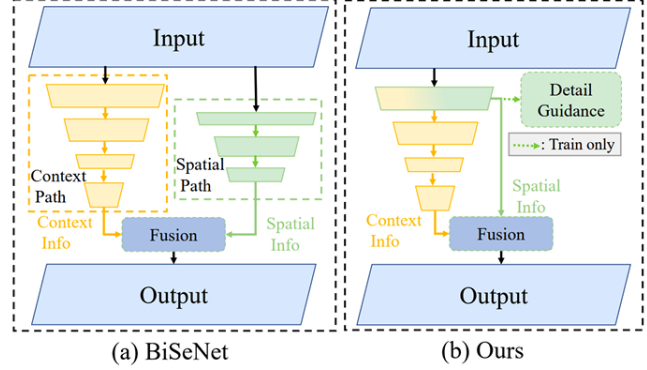 Input
Context
Path
Spatial
Path
Context
Info
Spatial
Info
Fusion
Output
(a) BiSeNet
Input
Detail
Guidance
: Train only
Spatial
Info
Context
Info
Fusion
Output
(b) Ours